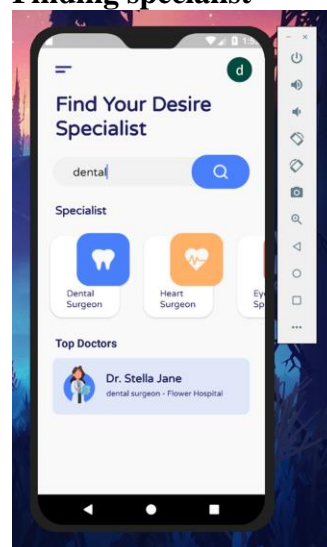 Finding specialist
d
Find Your Desire
Specialist
dental
Specialist
Dental
Surgeon
Heart
Surgeon
Top Doctors
Dr. Stella Jane
dental surgeon - Flower Hospital